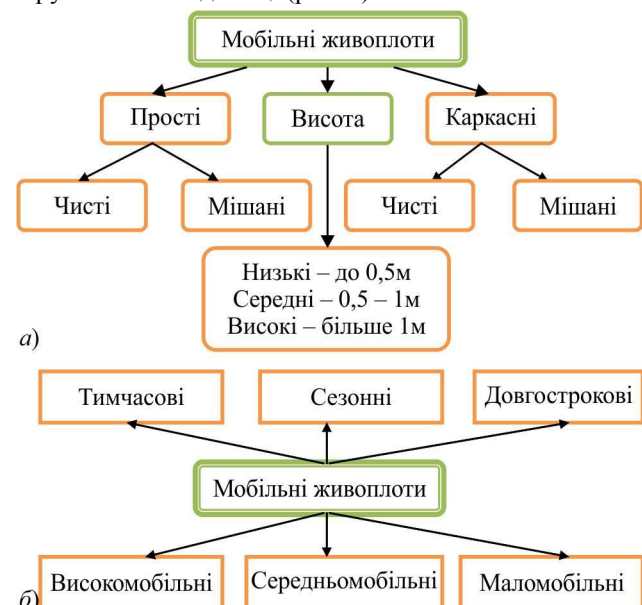 Мобільні живоплоти
Прості
Висота
Каркасні
Чисті
Мішані
Чисті
Мішані
Низькі – до 0,5м
Середні – 0,5 – 1м
Високі – більше 1м
а)
Тимчасові
Сезонні
Довгострокові
Мобільні живоплоти
Високомобільні
Середньомобільні
Маломобільні
б)